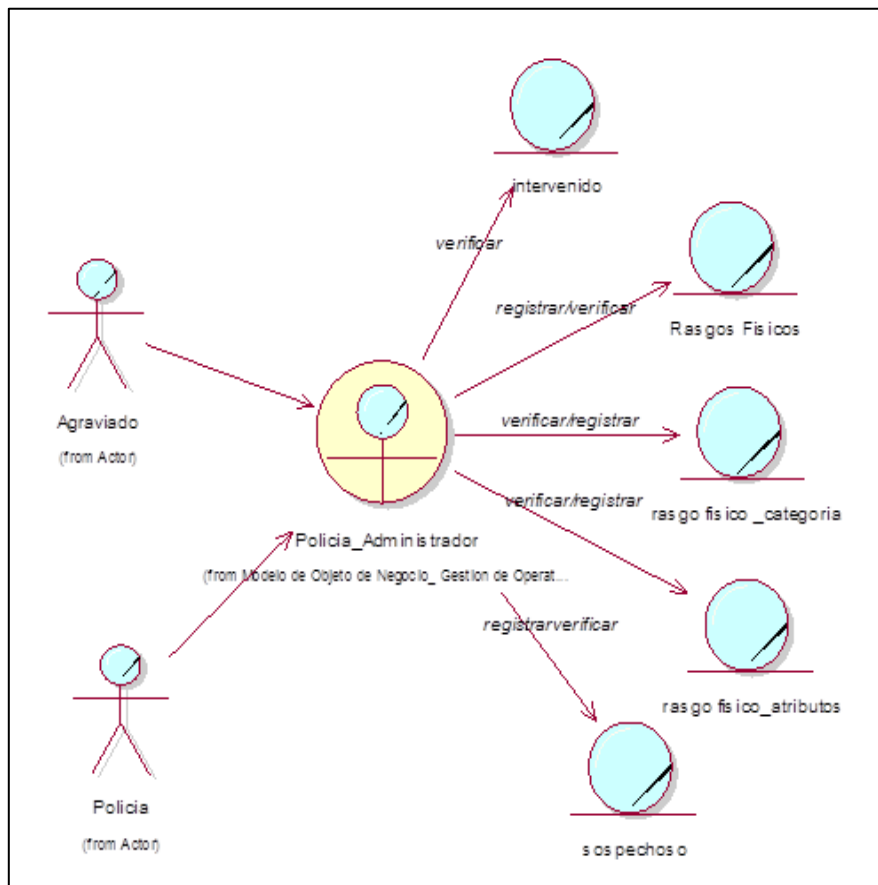 intervenido
verificar
registrar/verificar
Rasgos Fisicos
Agraviado
(from Actor)
verificar/registrar
rasgo fisico _categoria
verificar/registrar
Policia_Administrador
(from Modelo de Objeto de Negocio_ Gestion de Operat...
registrarverificar
rasgo fisico_atributos
Policia
(from Actor)
sospechoso